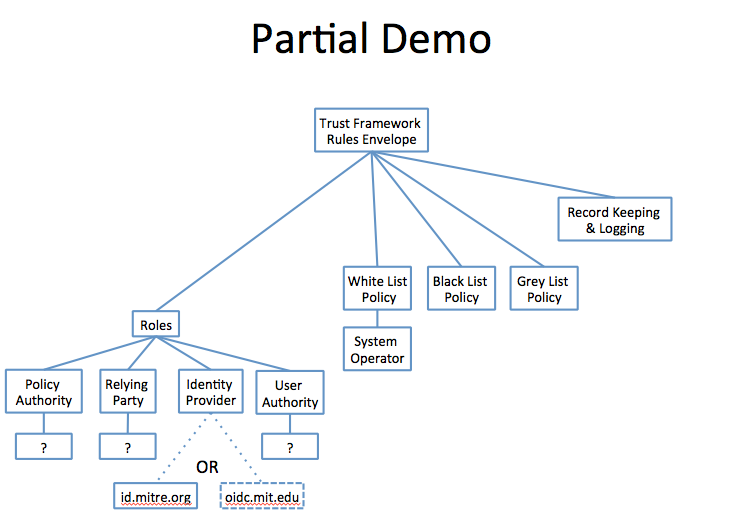 Partial Demo
Trust Framework
Rules Envelope
Record Keeping
& Logging
White List
Policy
Black List
Policy
Grey List
Policy
Roles
System
Operator
Policy
Authority
Relying
Party
Identity
Provider
User
Authority
?
?
?
OR
id.mitre.org
oidc.mit.edu